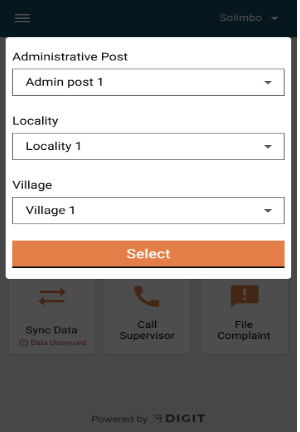 Solimbo
Administrative Post
Admin post 1
Locality
Locality 1
Village
Village 1
Select
Sync Data
Data Unsynced
Call
Supervisor
File
Complaint
Powered by DIGIT